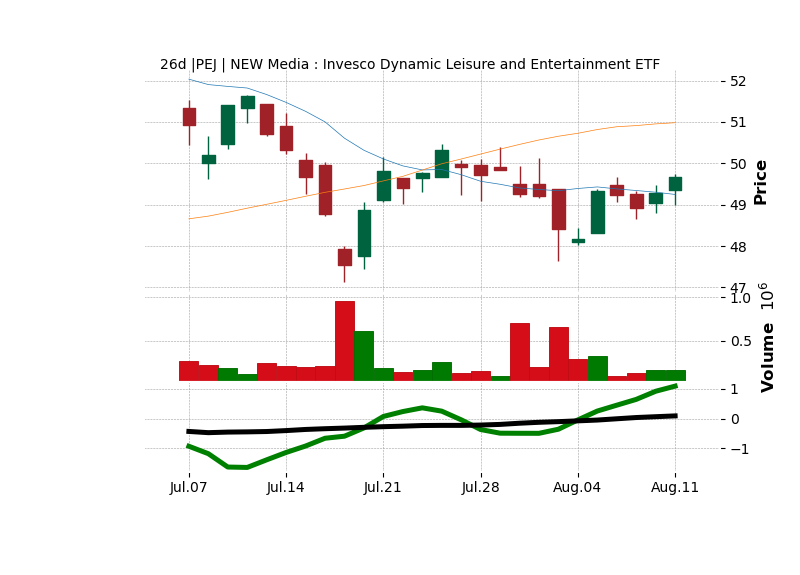 26d |PEJ | NEW Media : Invesco Dynamic Leisure and Entertainment ETF
52
51
50
49
48
47
Price
1.0
0.5
Volume 10^6
1
0
−1
Jul.07 Jul.14 Jul.21 Jul.28 Aug.04 Aug.11